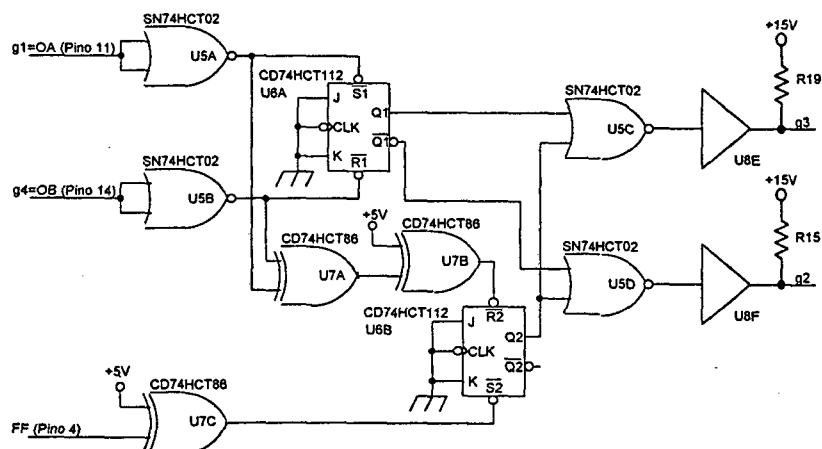 SN74HCT02
g1=OA (Pino 11)
U5A
CD74HCT112
U6A
J
S1
Q1
CLK
Q1
K
R1
SN74HCT02
U5C
+15V
R19
g3
U8E
SN74HCT02
g4=OB (Pino 14)
U5B
+5V
CD74HCT86
U7A
CD74HCT86
U7B
SN74HCT02
U5D
+15V
R15
g2
U8F
CD74HCT112
U6B
J
R2
Q2
CLK
Q2
K
S2
+5V
CD74HCT86
U7C
FF (Pino 4)